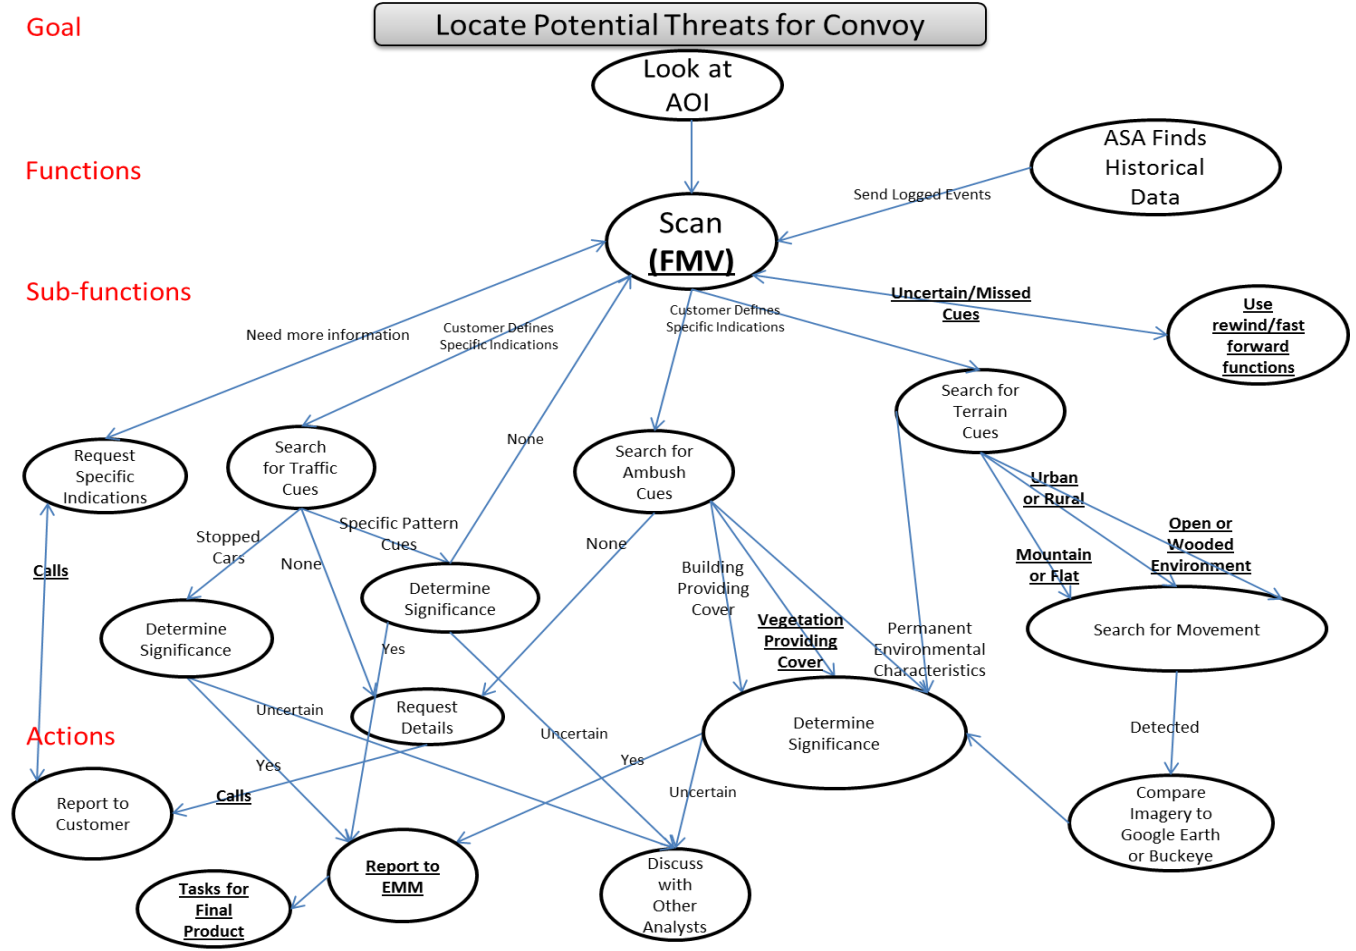 Goal
Locate Potential Threats for Convoy
Look at
AOI
Functions
ASA Finds
Historical
Data
Send Logged Events
Scan
(FMV)
Sub-functions
Uncertain/Missed
Cues
Use
rewind/fast
forward
functions
Need more information
Customer Defines
Specific Indications
Customer Defines
Specific Indications
Search for
Terrain
Cues
None
Request
Specific
Indications
Search
for Traffic
Cues
Search for
Ambush
Cues
Urban
or Rural
Open or
Wooded
Environment
Mountain
or Flat
Stopped
Cars
Specific Pattern
Cues
None
None
Calls
Building
Providing
Cover
Determine
Significance
Determine
Significance
Vegetation
Providing
Cover
Permanent
Environmental
Characteristics
Search for Movement
Yes
Request
Details
Uncertain
Uncertain
Determine
Significance
Detected
Actions
Yes
Yes
Calls
Uncertain
Report to
Customer
Compare
Imagery to
Google Earth
or Buckeye
Report to
EMM
Discuss
with
Other
Analysts
Tasks for
Final
Product